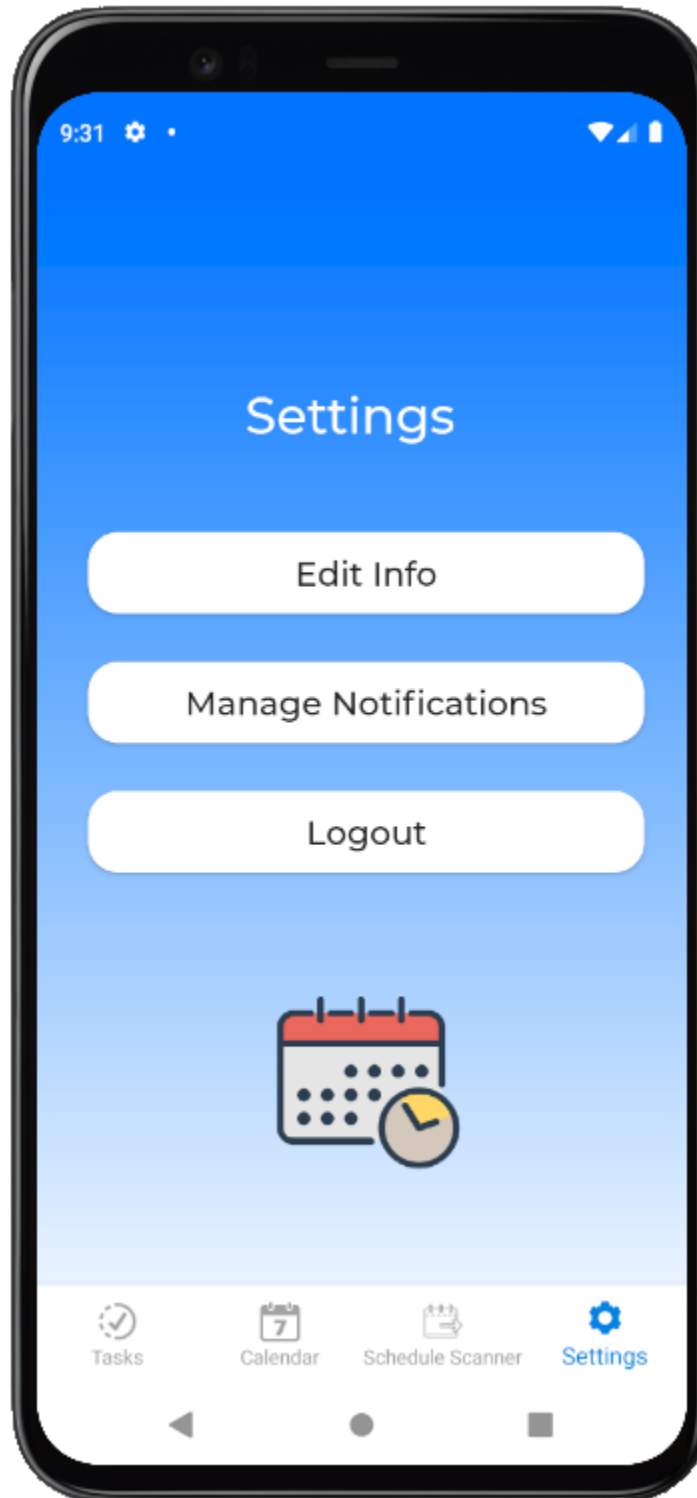 9:31
Settings
Edit Info
Manage Notifications
Logout
7
Tasks
Calendar
Schedule Scanner
Settings